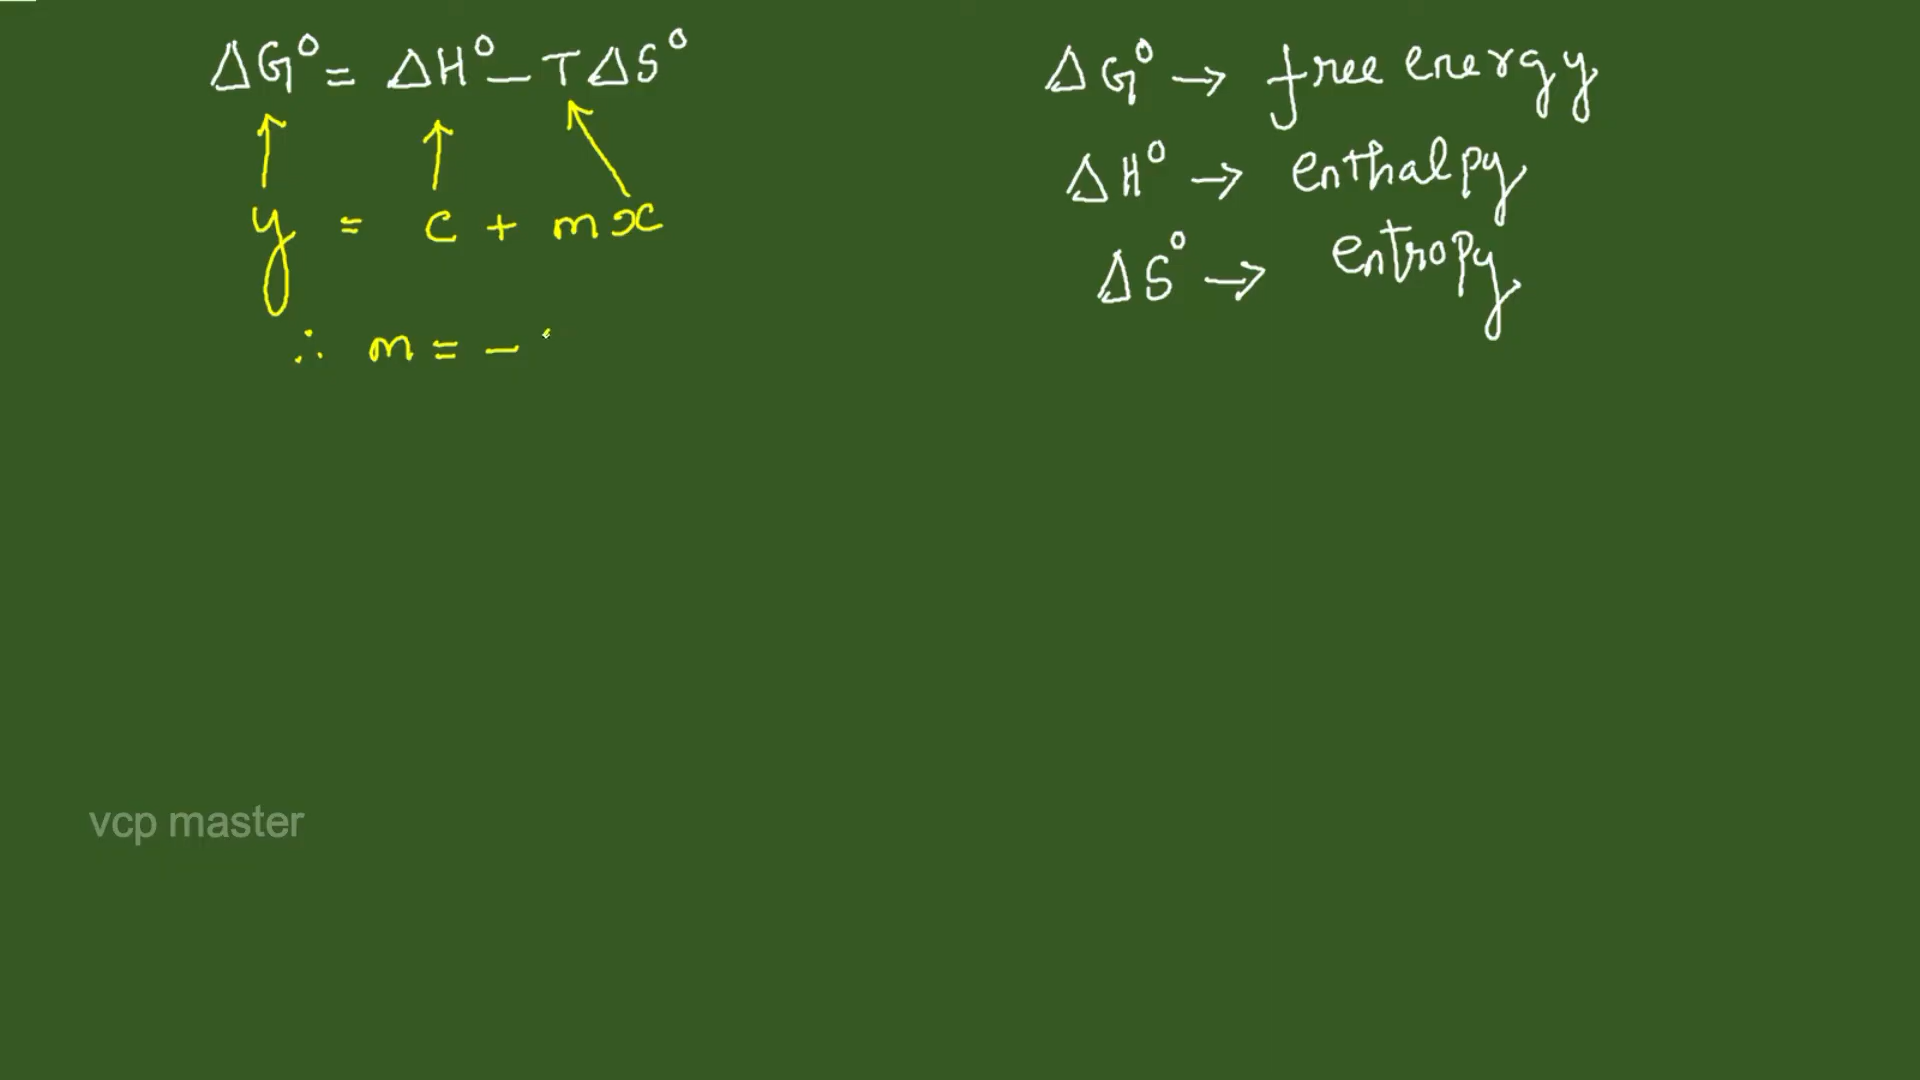 ΔG° = ΔH° – TΔS°
y = c + mx
∴ m = –
ΔG° → free energy
ΔH° → enthalpy
ΔS° → entropy
vcp master